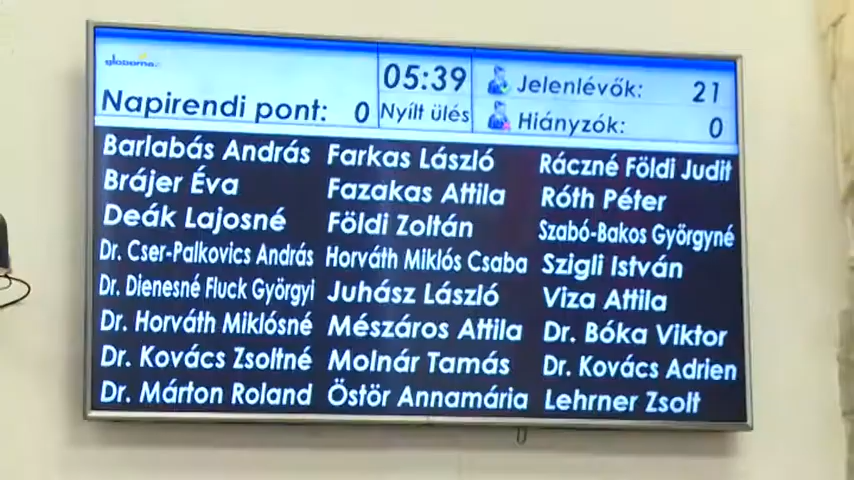 globomax
Napirendi pont: 0
05:39
Nyílt ülés
Jelenlévők: 21
Hiányzók: 0
Barlabás András
Brájer Éva
Deák Lajosné
Dr. Cser-Palkovics András
Dr. Dienesné Fluck Györgyi
Dr. Horváth Miklósné
Dr. Kovács Zsoltné
Dr. Márton Roland
Farkas László
Fazakas Attila
Földi Zoltán
Horváth Miklós Csaba
Juhász László
Mészáros Attila
Molnár Tamás
Östör Annamária
Ráczné Földi Judit
Róth Péter
Szabó-Bakos Györgyné
Szigli István
Viza Attila
Dr. Bóka Viktor
Dr. Kovács Adrien
Lehrner Zsolt